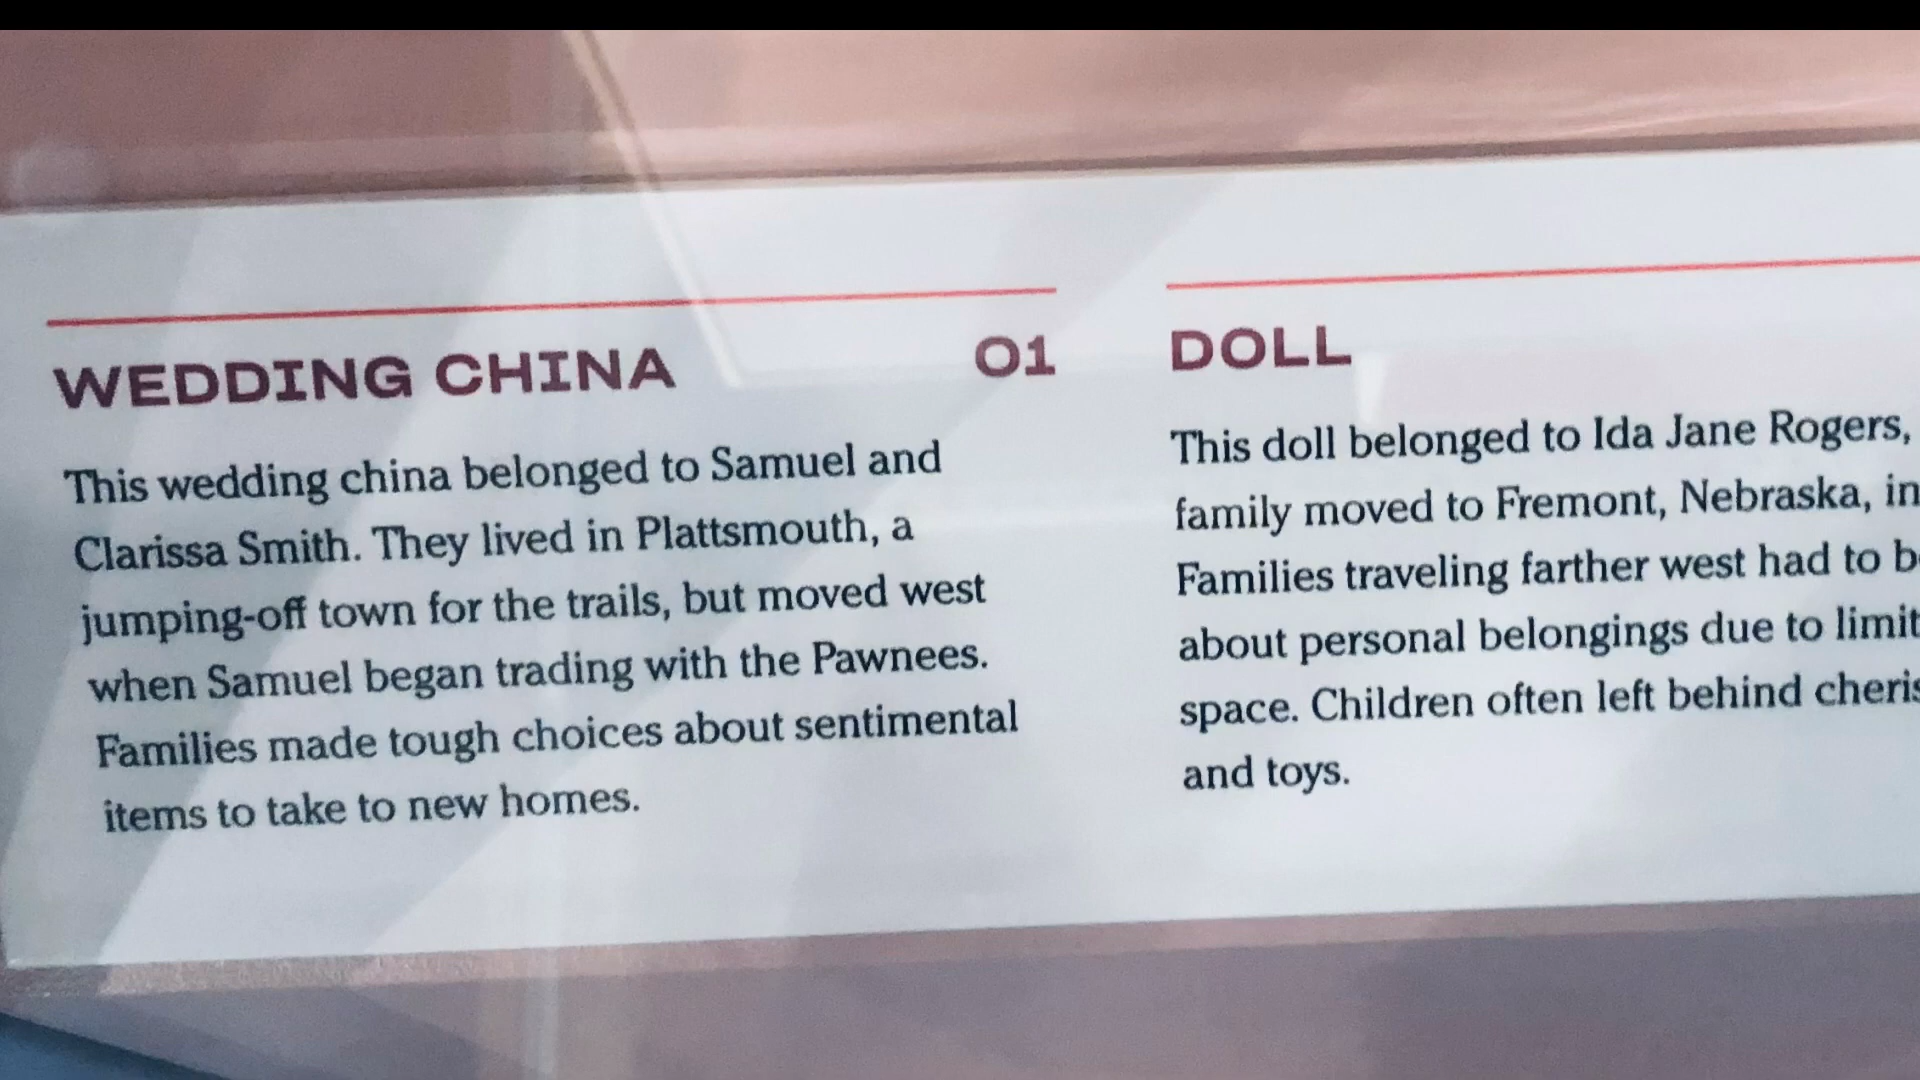 WEDDING CHINA 01
This wedding china belonged to Samuel and
Clarissa Smith. They lived in Plattsmouth, a
jumping-off town for the trails, but moved west
when Samuel began trading with the Pawnees.
Families made tough choices about sentimental
items to take to new homes.
DOLL
This doll belonged to Ida Jane Rogers,
family moved to Fremont, Nebraska, in
Families traveling farther west had to
about personal belongings due to
space. Children often left behind
and toys.